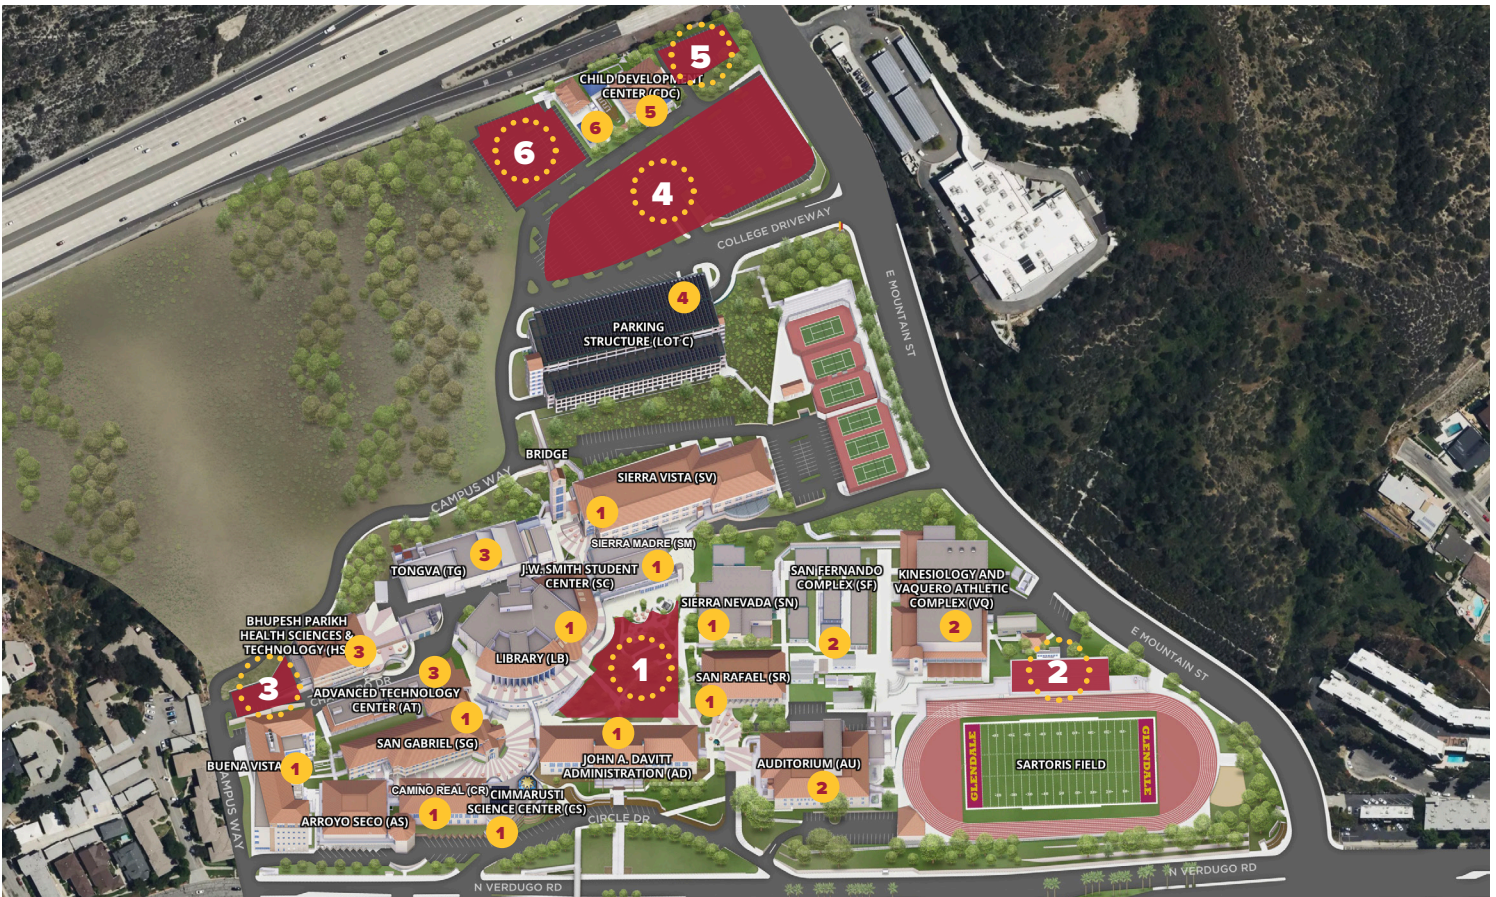 5
CHILD DEVELOPMENT
CENTER (CDC)
5
6
6
4
COLLEGE DRIVEWAY
E MOUNTAIN ST
4
PARKING
STRUCTURE (LOT C)
BRIDGE
CAMPUS WAY
SIERRA VISTA (SV)
1
SIERRA MADRE (SM)
1
3
TONGVA (TG)
J.W. SMITH STUDENT
CENTER (SC)
1
SAN FERNANDO
COMPLEX (SF)
2
KINESIOLOGY AND
VAQUERO ATHLETIC
COMPLEX (VQ)
2
SIERRA NEVADA (SN)
1
BHUPESH PARIKH
HEALTH SCIENCES &
TECHNOLOGY (HS
3
E MOUNTAIN ST
LIBRARY (LB)
1
SAN RAFAEL (SR)
1
2
3
3
ADVANCED TECHNOLOGY
CENTER (AT)
1
SAN GABRIEL (SG)
1
JOHN A. DAVITT
ADMINISTRATION (AD)
AUDITORIUM (AU)
2
GLENDALE
SARTORIS FIELD
GLENDALE
BUENA VISTA
1
CAMINO REAL (CR)
1
CIMMARUSTI
SCIENCE CENTER (CS)
1
ARROYO SECO (AS)
CAMPUS WAY
CIRCLE DR
N VERDUGO RD
N VERDUGO RD